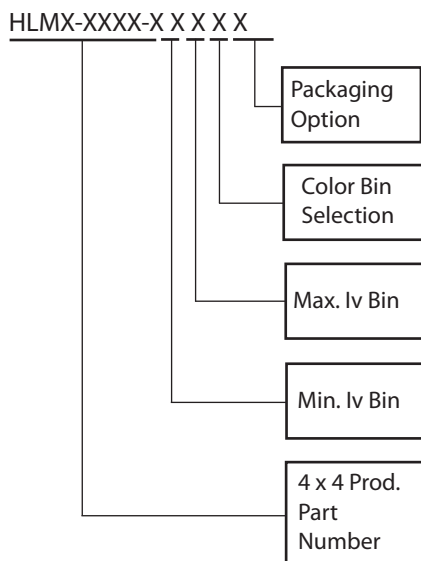 HLMX-XXXX-X X X X X
Packaging
Option
Color Bin
Selection
Max. Iv Bin
Min. Iv Bin
4 x 4 Prod.
Part
Number